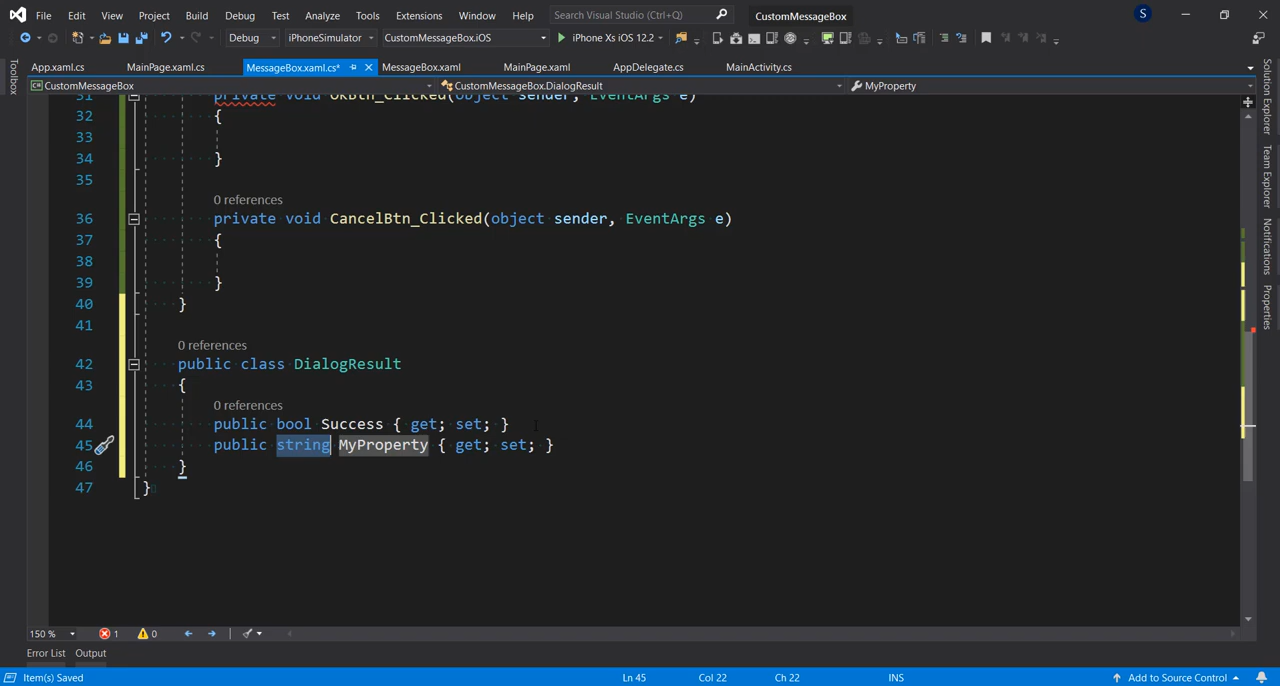 File Edit View Project Build Debug Test Analyze Tools Extensions Window Help Search Visual Studio (Ctrl+Q) CustomMessageBox S
Debug iPhoneSimulator CustomMessageBox.iOS iPhone Xs iOS 12.2
App.xaml.cs MainPage.xaml.cs MessageBox.xaml.cs* MessageBox.xaml MainPage.xaml AppDelegate.cs MainActivity.cs
CustomMessageBox CustomMessageBox.DialogResult MyProperty
31 private void OkBtn_Clicked(object sender, EventArgs e)
32 {
33
34 }
35
0 references
36 private void CancelBtn_Clicked(object sender, EventArgs e)
37 {
38
39 }
40 }
41
0 references
42 public class DialogResult
43 {
0 references
44 public bool Success { get; set; }
45 public string MyProperty { get; set; }
46 }
47 }
Toolbox
Solution Explorer
Team Explorer
Notifications
Properties
150 % 1 0
Error List Output
Item(s) Saved Ln 45 Col 22 Ch 22 INS Add to Source Control